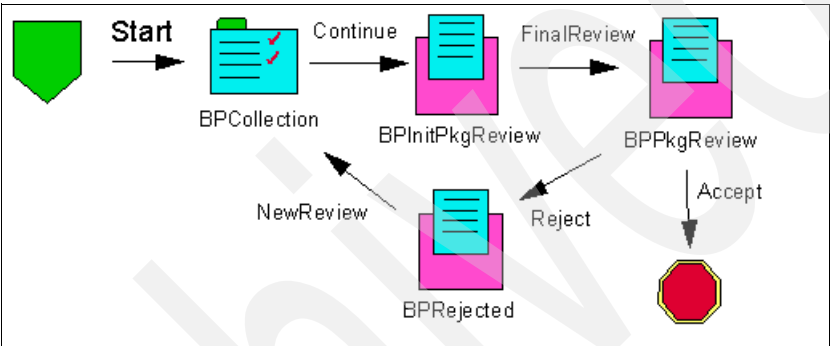 Start
Continue
FinalReview
BPCollection
BPInitPkgReview
BPPkgReview
NewReview
Reject
Accept
BPRejected